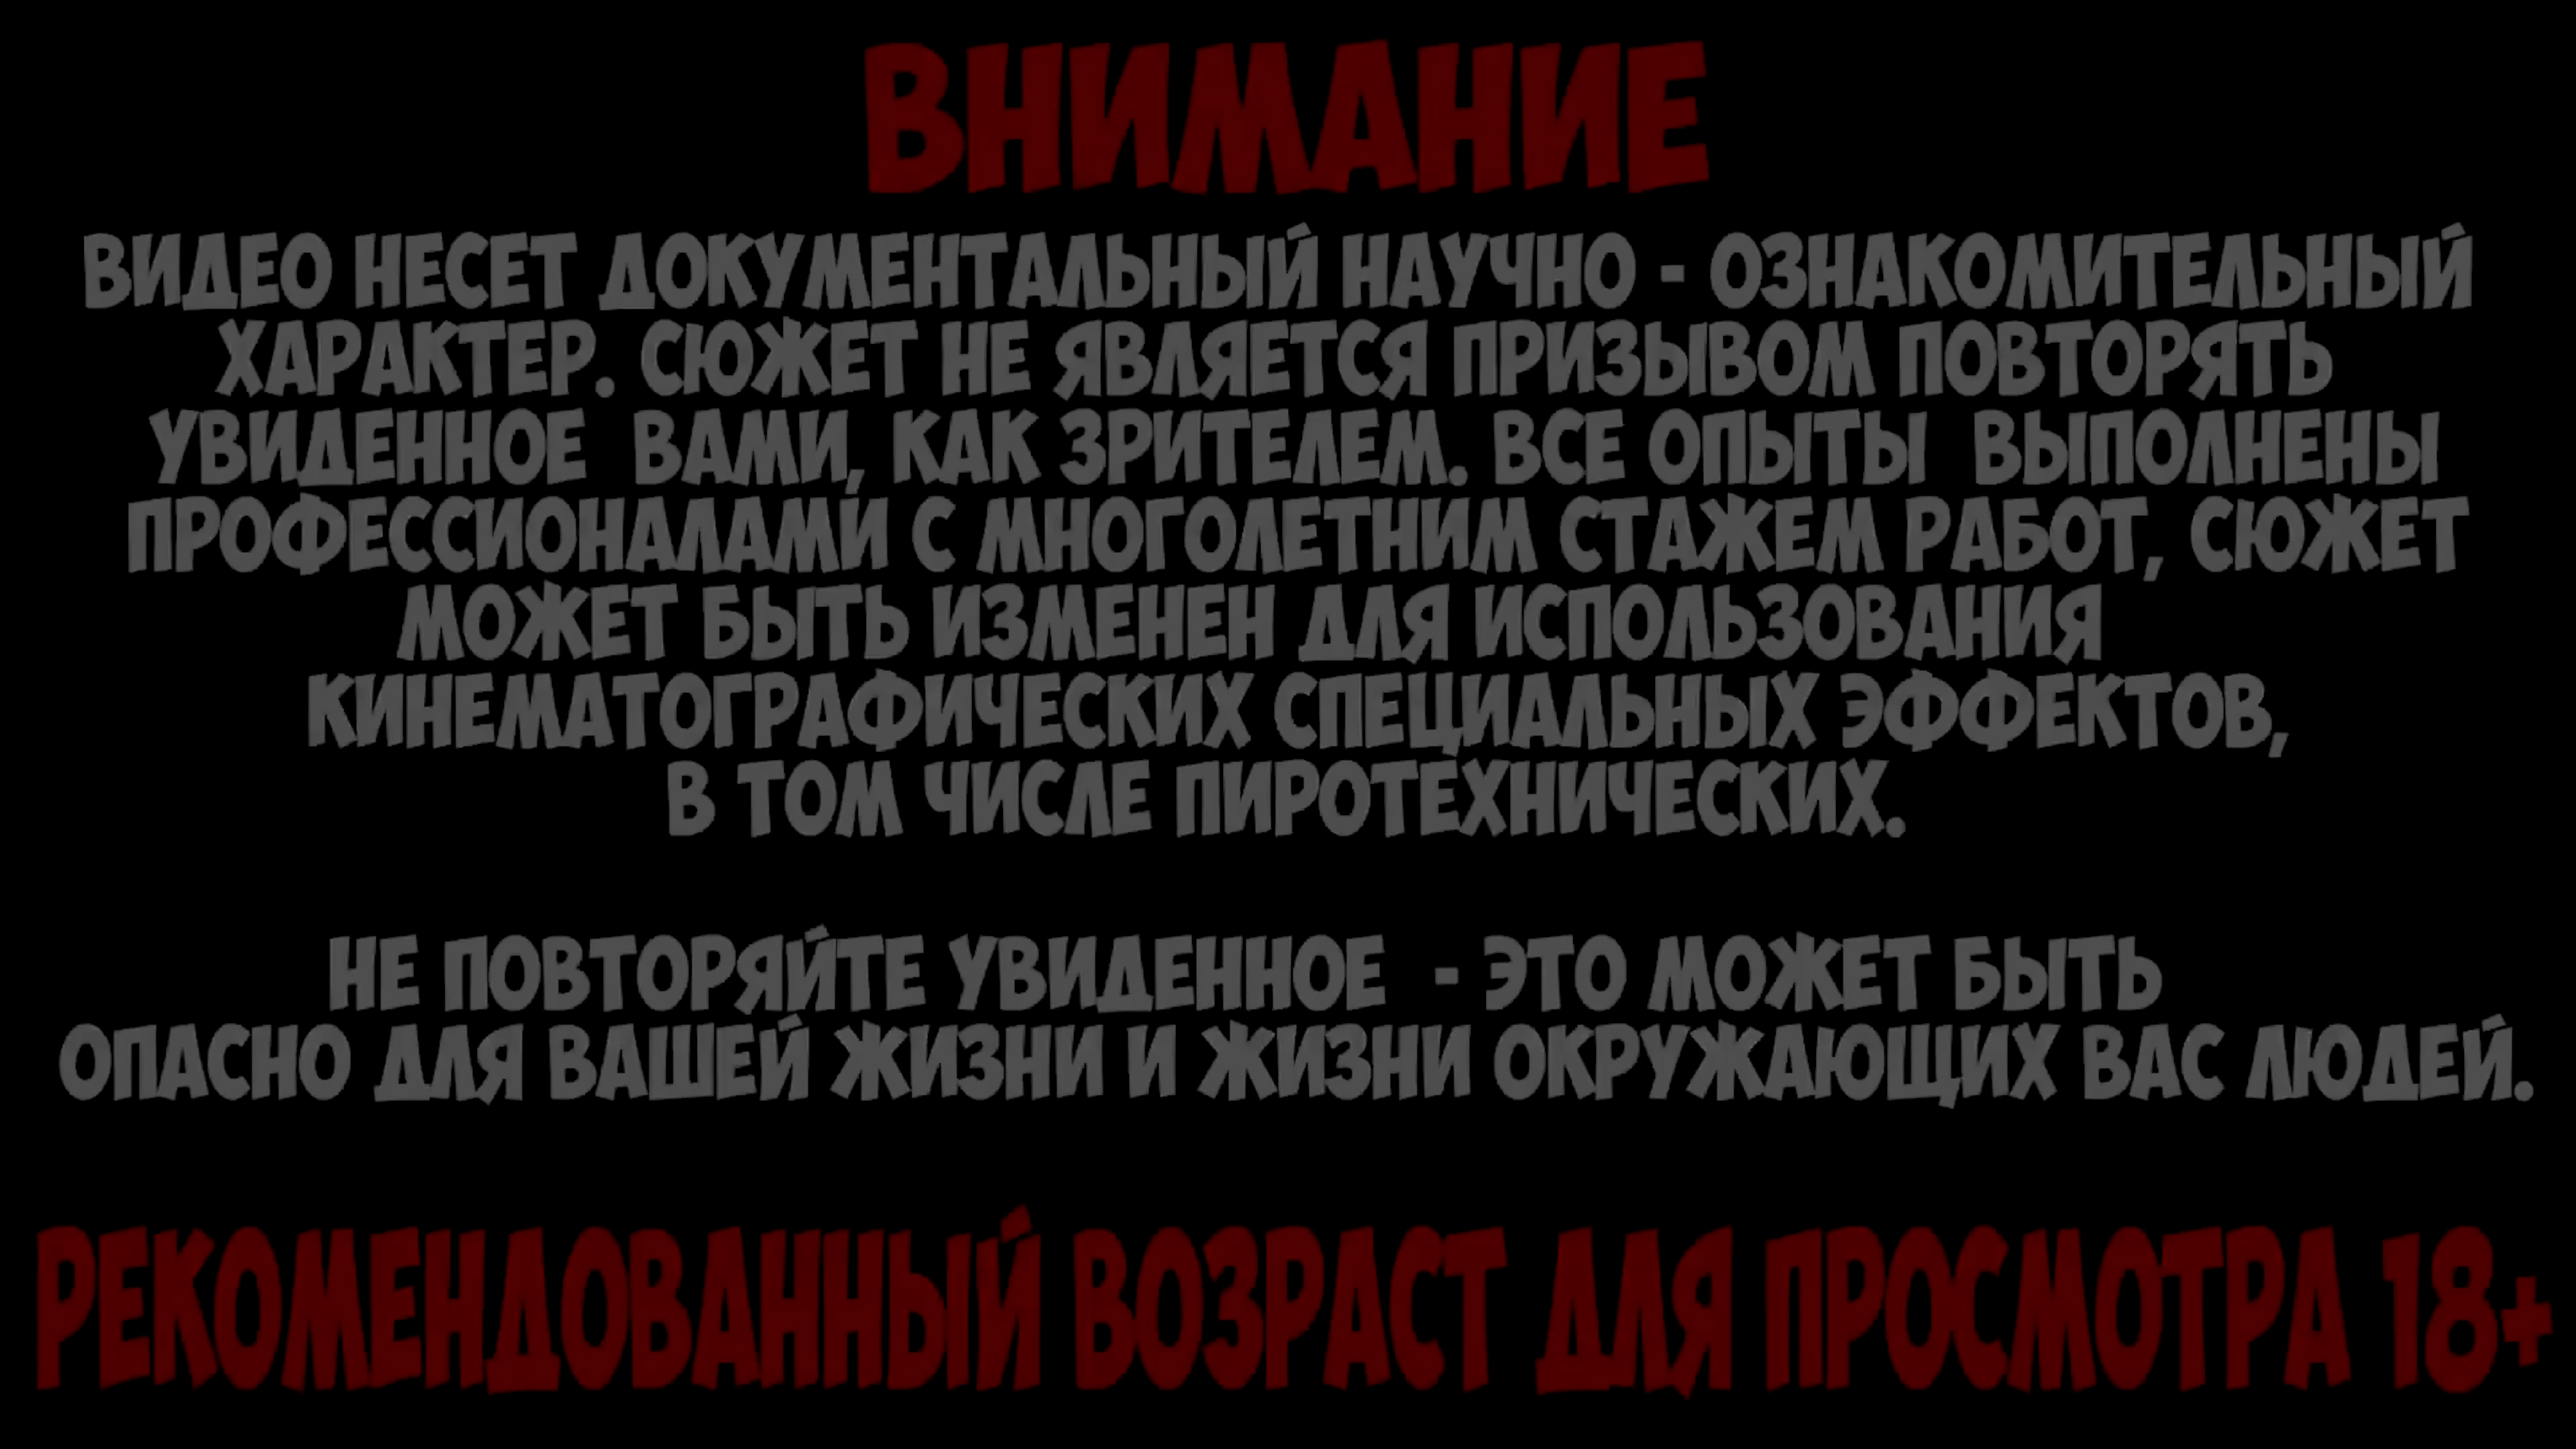 ВНИМАНИЕ
ВИДЕО НЕСЕТ ДОКУМЕНТАЛЬНЫЙ НАУЧНО - ОЗНАКОМИТЕЛЬНЫЙ
ХАРАКТЕР. СЮЖЕТ НЕ ЯВЛЯЕТСЯ ПРИЗЫВОМ ПОВТОРЯТЬ
УВИДЕННОЕ  ВАМИ, КАК ЗРИТЕЛЕМ. ВСЕ ОПЫТЫ  ВЫПОЛНЕНЫ
ПРОФЕССИОНАЛАМИ С МНОГОЛЕТНИМ СТАЖЕМ РАБОТ, СЮЖЕТ
МОЖЕТ БЫТЬ ИЗМЕНЕН ДЛЯ ИСПОЛЬЗОВАНИЯ
КИНЕМАТОГРАФИЧЕСКИХ СПЕЦИАЛЬНЫХ ЭФФЕКТОВ,
В ТОМ ЧИСЛЕ ПИРОТЕХНИЧЕСКИХ.
НЕ ПОВТОРЯЙТЕ УВИДЕННОЕ  - ЭТО МОЖЕТ БЫТЬ
ОПАСНО ДЛЯ ВАШЕЙ ЖИЗНИ И ЖИЗНИ ОКРУЖАЮЩИХ ВАС ЛЮДЕЙ.
РЕКОМЕНДОВАННЫЙ ВОЗРАСТ ДЛЯ ПРОСМОТРА 18+